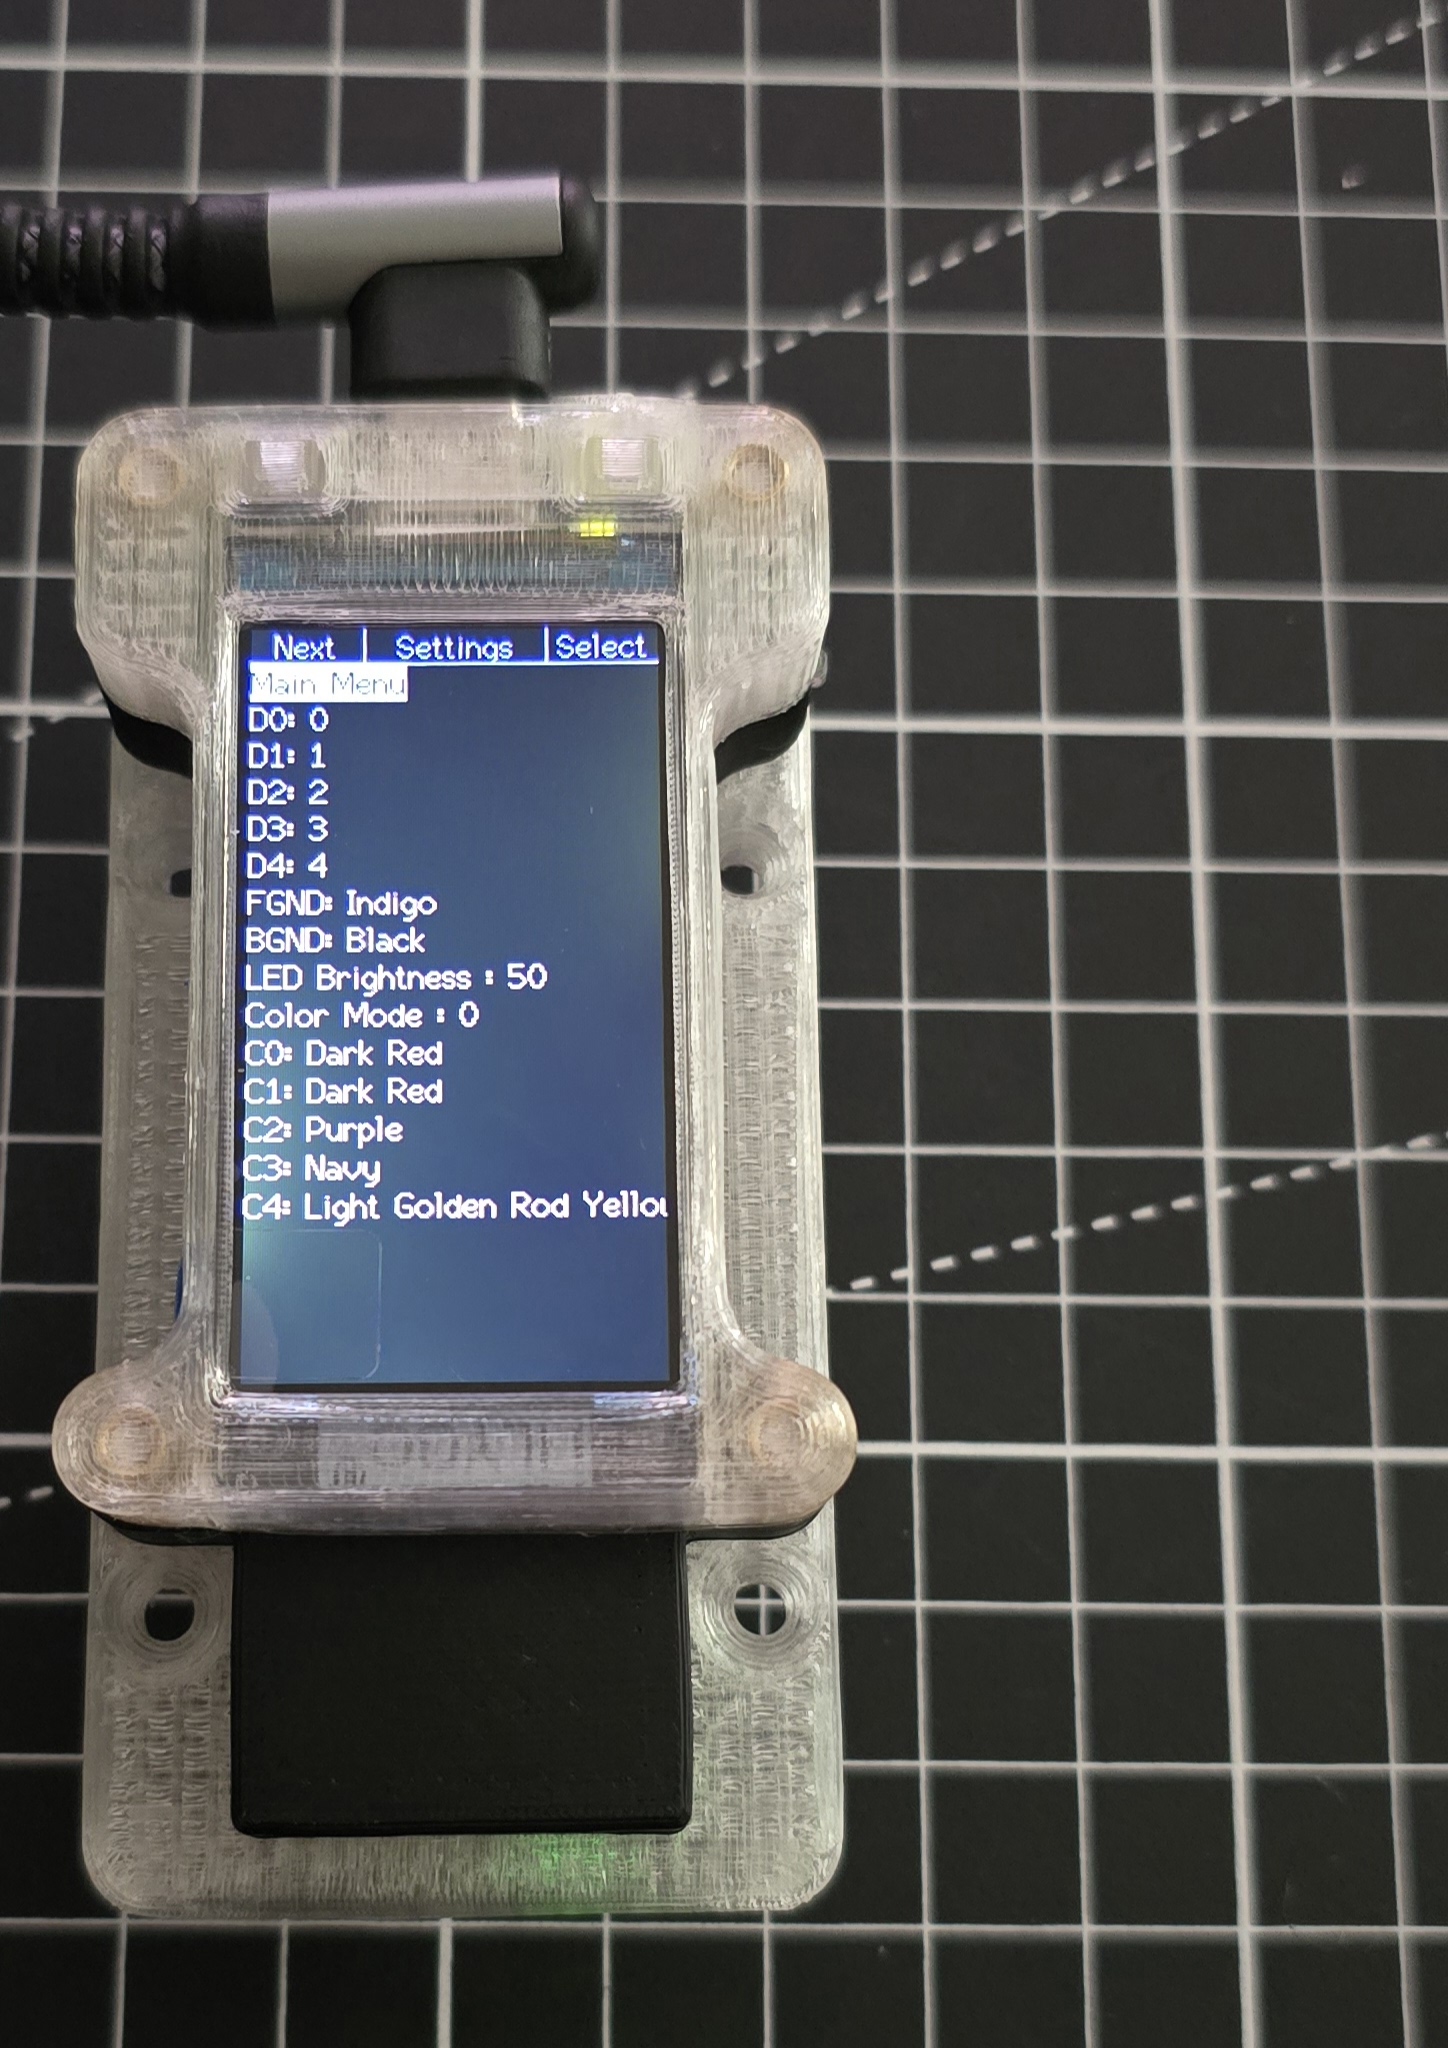 Next | Settings | Select
Main Menu
D0: 0
D1: 1
D2: 2
D3: 3
D4: 4
FGND: Indigo
BGND: Black
LED Brightness : 50
Color Mode : 0
C0: Dark Red
C1: Dark Red
C2: Purple
C3: Navy
C4: Light Golden Rod Yellow